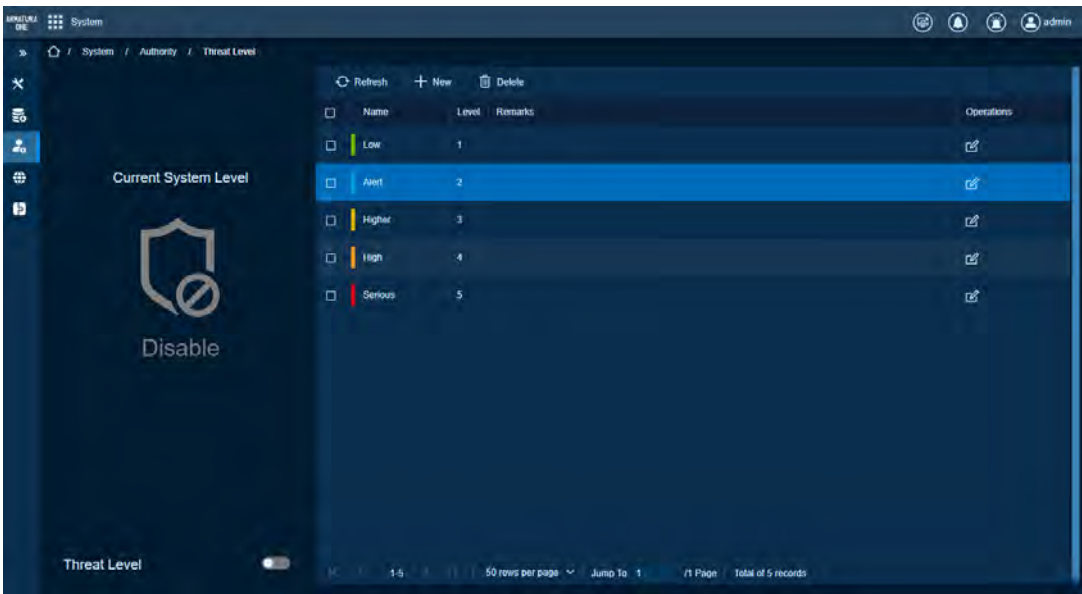 ARMATURA
ONE
System
admin
/ System / Authority / Threat Level
Refresh New Delete
Name Level Remarks Operations
Low 1
Alert 2
Higher 3
High 4
Serious 5
Current System Level
Disable
Threat Level
1-5 50 rows per page Jump To 1 /1 Page Total of 5 records